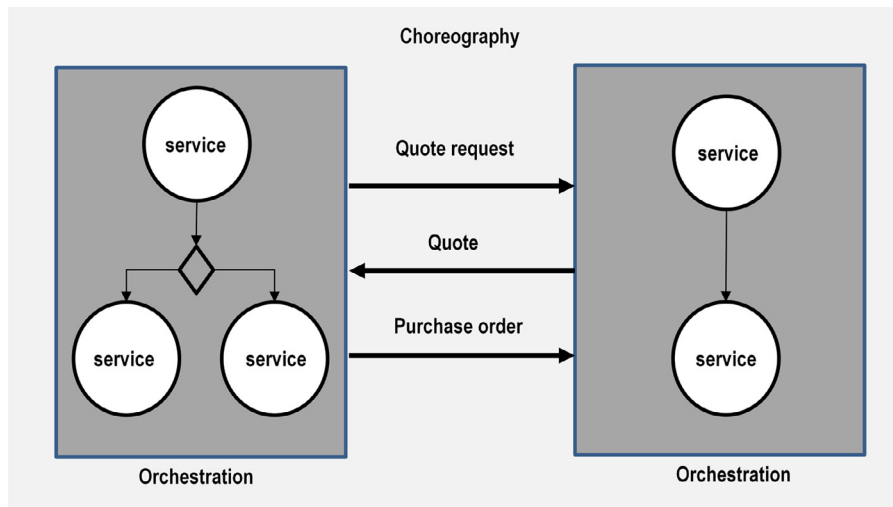 Choreography
service
service
service
Orchestration
Quote request
Quote
Purchase order
service
service
Orchestration